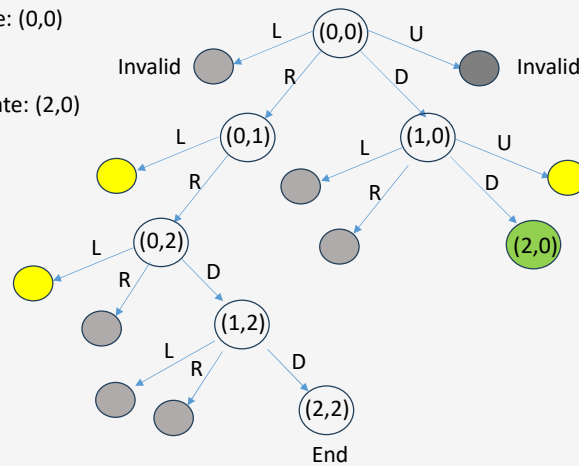 e: (0,0)
(0,0)
L
U
Invalid
Invalid
R
D
ate: (2,0)
(0,1)
(1,0)
L
L
U
R
R
D
(0,2)
(2,0)
L
R
D
(1,2)
L
R
D
(2,2)
End